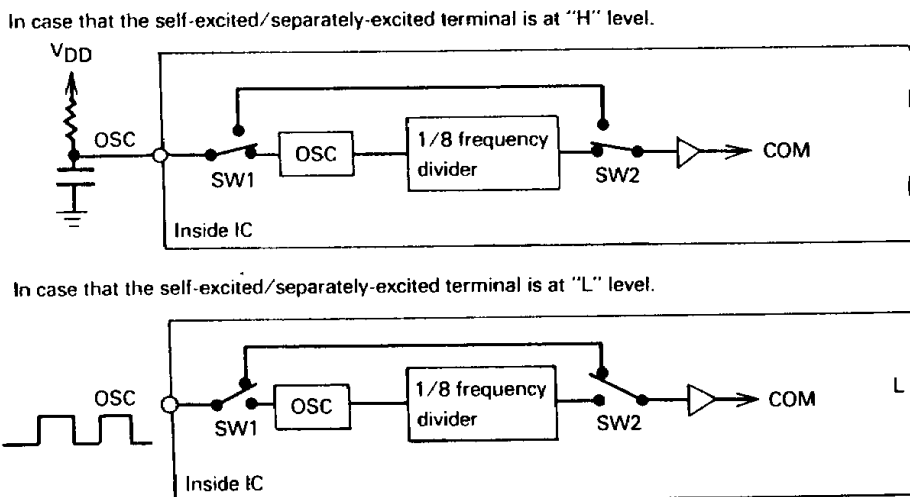 In case that the self-excited/separately-excited terminal is at "H" level.
VDD
OSC
SW1
OSC
1/8 frequency
divider
SW2
COM
Inside IC
In case that the self-excited/separately-excited terminal is at "L" level.
OSC
SW1
OSC
1/8 frequency
divider
SW2
COM
L
Inside IC